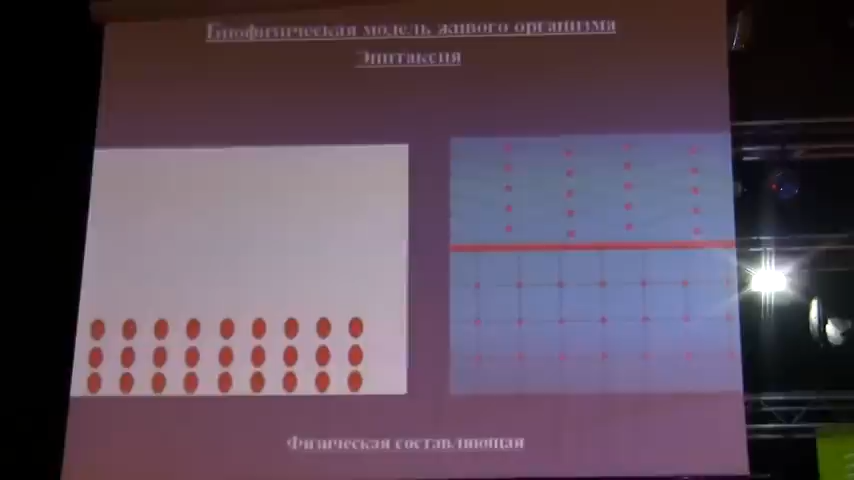 Биофизическая модель живого организма
Эпитаксия
Физическая составляющая